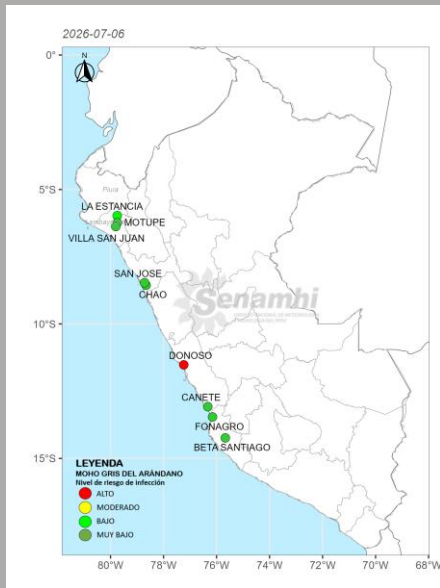 2026-07-06
0°
5°S
Piura
LA ESTANCIA
MOTUPE
VILLA SAN JUAN
SAN JOSE
CHAO
Senamhi
10°S
DONOSO
CANETE
FONAGRO
BETA SANTIAGO
15°S
LEYENDA
MOHO GRIS DEL ARÁNDANO
Nivel de riesgo de infección
ALTO
MODERADO
BAJO
MUY BAJO
80°W 78°W 76°W 74°W 72°W 70°W 68°W